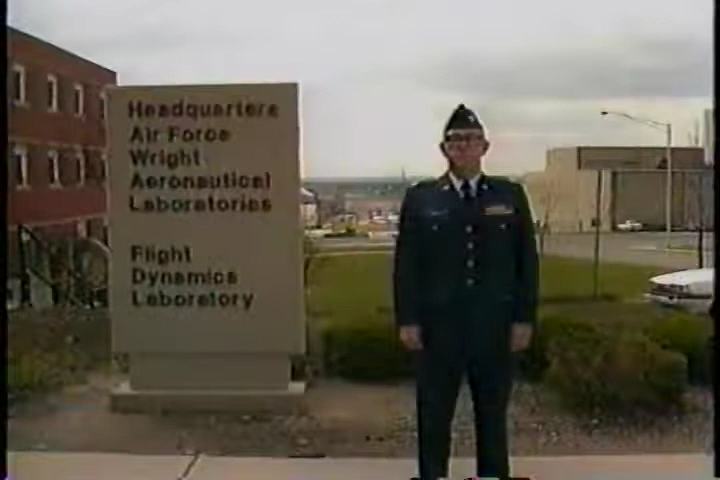 Headquarters
Air Force
Wright
Aeronautical
Laboratories
Flight
Dynamics
Laboratory